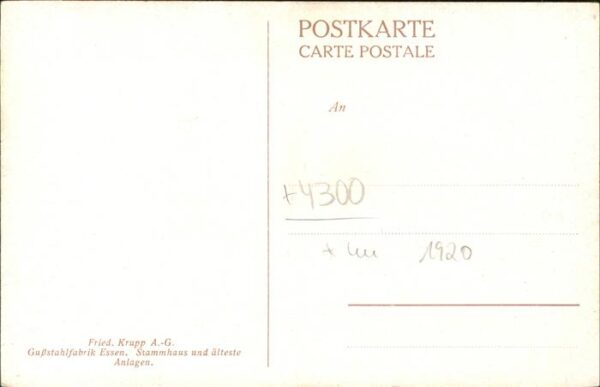 POSTKARTE
CARTE POSTALE
An
+4300
1920
Fried. Krupp A.-G.
Gußstahlfabrik Essen. Stammhaus und älteste
Anlagen.